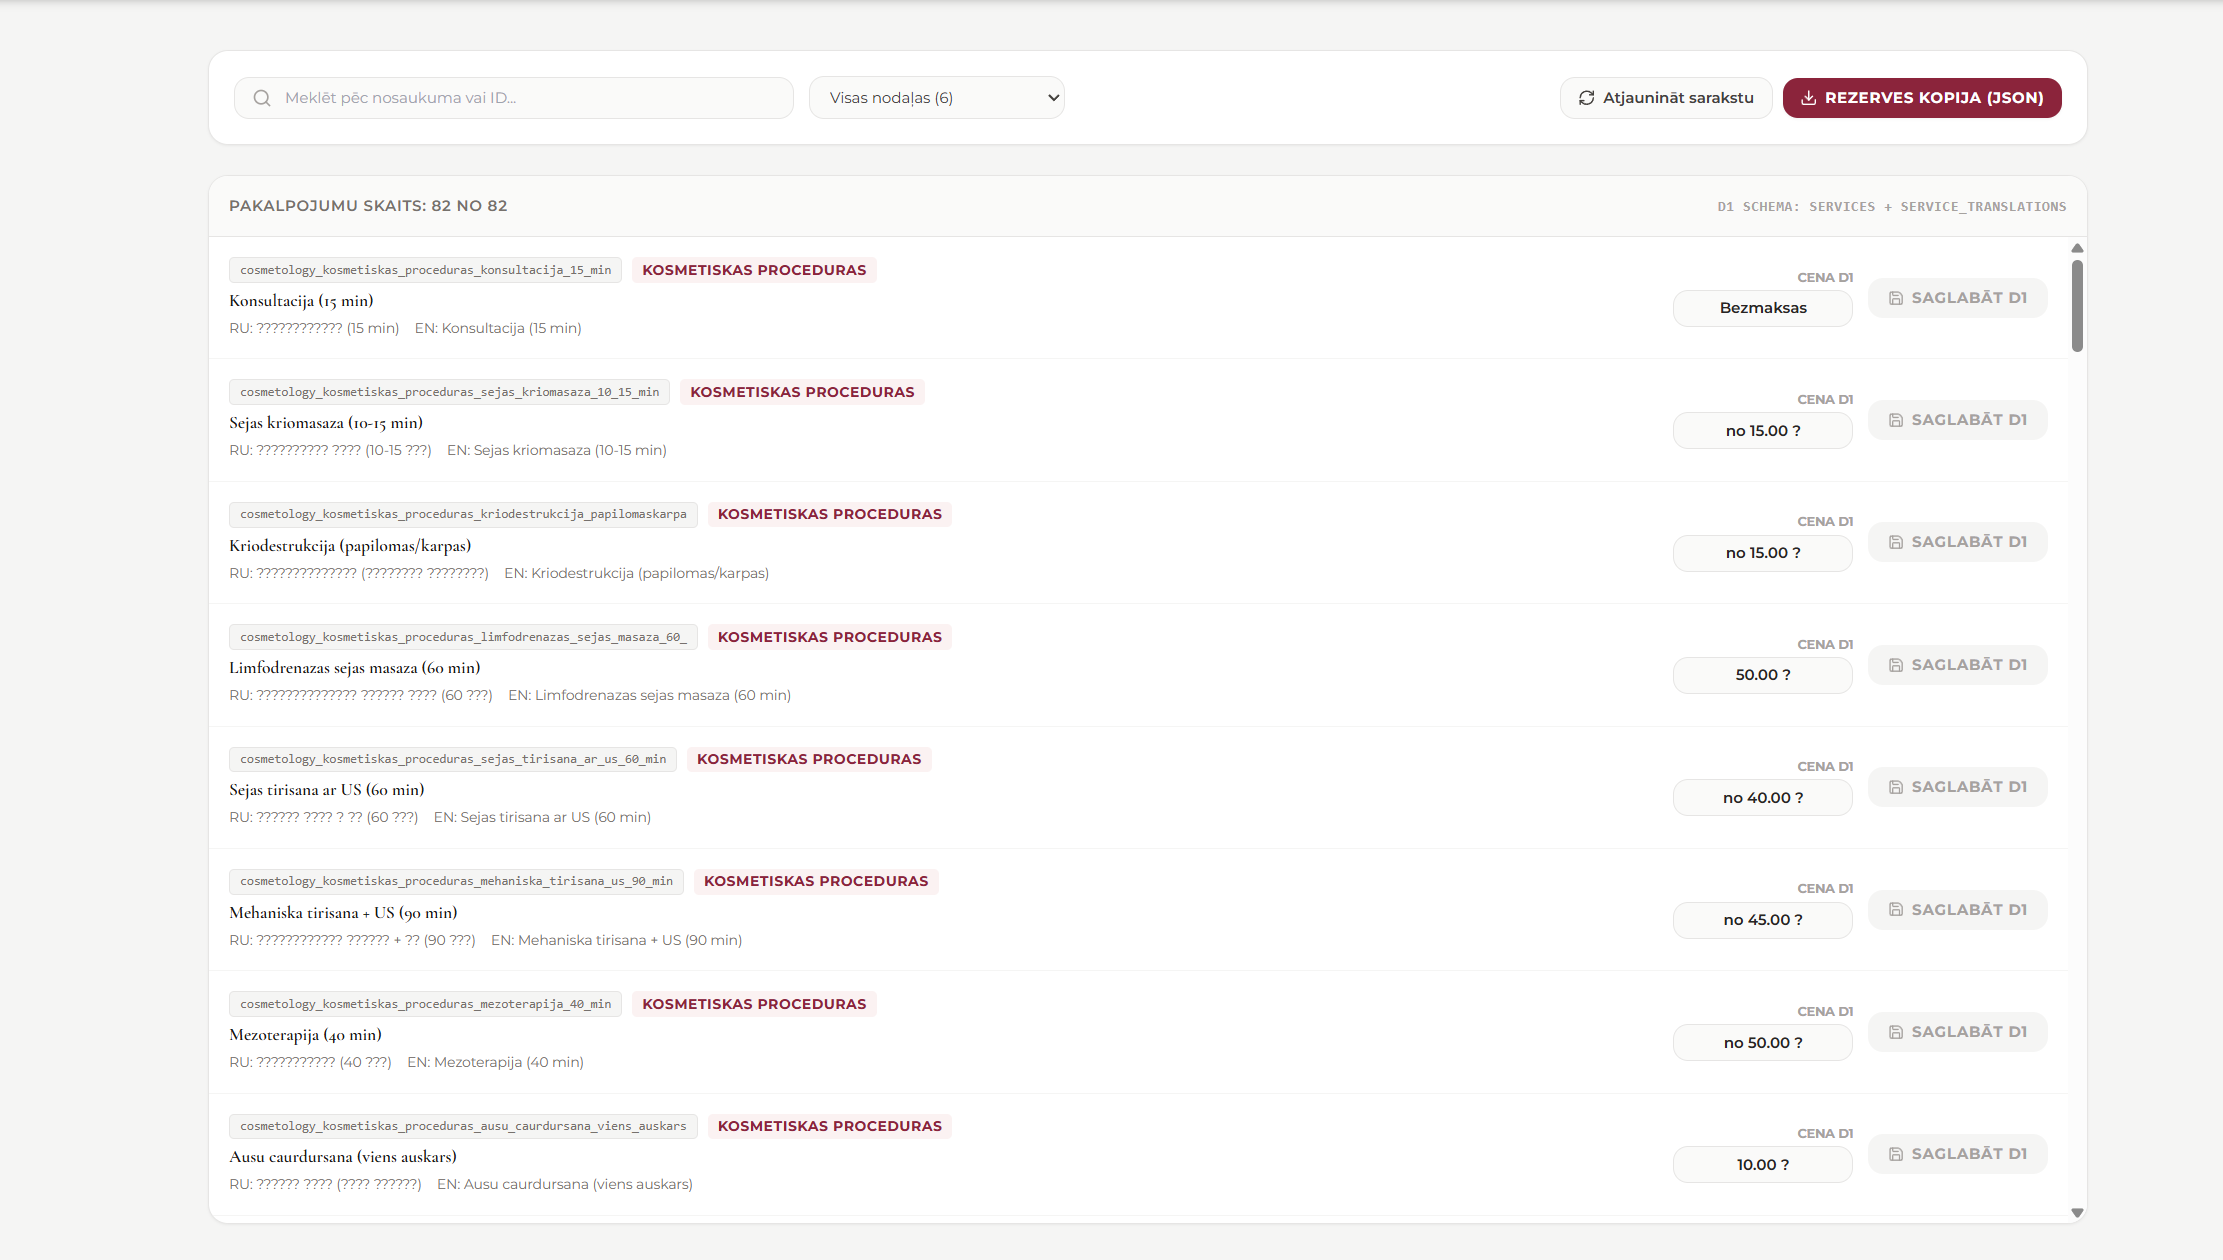 Meklēt pēc nosaukuma vai ID...
Visas nodaļas (6)
Atjaunināt sarakstu
REZERVES KOPIJA (JSON)
PAKALPOJUMU SKAITS: 82 NO 82
D1 SCHEMA: SERVICES + SERVICE_TRANSLATIONS
cosmetology_kosmetiskas_proceduras_konsultacija_15_min
KOSMETISKAS PROCEDURAS
Konsultacija (15 min)
RU: ???????????? (15 min) EN: Konsultacija (15 min)
CENA D1
Bezmaksas
SAGLABĀT D1
cosmetology_kosmetiskas_proceduras_sejas_kriomasaza_10_15_min
KOSMETISKAS PROCEDURAS
Sejas kriomasaza (10-15 min)
RU: ?????????? ???? (10-15 ???) EN: Sejas kriomasaza (10-15 min)
CENA D1
no 15.00 ?
SAGLABĀT D1
cosmetology_kosmetiskas_proceduras_kriodestrukcija_papilomaskarpa
KOSMETISKAS PROCEDURAS
Kriodestrukcija (papilomas/karpas)
RU: ?????????????? (???????? ????????) EN: Kriodestrukcija (papilomas/karpas)
CENA D1
no 15.00 ?
SAGLABĀT D1
cosmetology_kosmetiskas_proceduras_limfodrenazas_sejas_masaza_60_
KOSMETISKAS PROCEDURAS
Limfodrenazas sejas masaza (60 min)
RU: ?????????????? ?????? ???? (60 ???) EN: Limfodrenazas sejas masaza (60 min)
CENA D1
50.00 ?
SAGLABĀT D1
cosmetology_kosmetiskas_proceduras_sejas_tirisana_ar_us_60_min
KOSMETISKAS PROCEDURAS
Sejas tirisana ar US (60 min)
RU: ?????? ???? ? ?? (60 ???) EN: Sejas tirisana ar US (60 min)
CENA D1
no 40.00 ?
SAGLABĀT D1
cosmetology_kosmetiskas_proceduras_mehaniska_tirisana_us_90_min
KOSMETISKAS PROCEDURAS
Mehaniska tirisana + US (90 min)
RU: ???????????? ?????? + ?? (90 ???) EN: Mehaniska tirisana + US (90 min)
CENA D1
no 45.00 ?
SAGLABĀT D1
cosmetology_kosmetiskas_proceduras_mezoterapija_40_min
KOSMETISKAS PROCEDURAS
Mezoterapija (40 min)
RU: ??????????? (40 ???) EN: Mezoterapija (40 min)
CENA D1
no 50.00 ?
SAGLABĀT D1
cosmetology_kosmetiskas_proceduras_ausu_caurdursana_viens_auskars
KOSMETISKAS PROCEDURAS
Ausu caurdursana (viens auskars)
RU: ?????? ???? (???? ??????) EN: Ausu caurdursana (viens auskars)
CENA D1
10.00 ?
SAGLABĀT D1